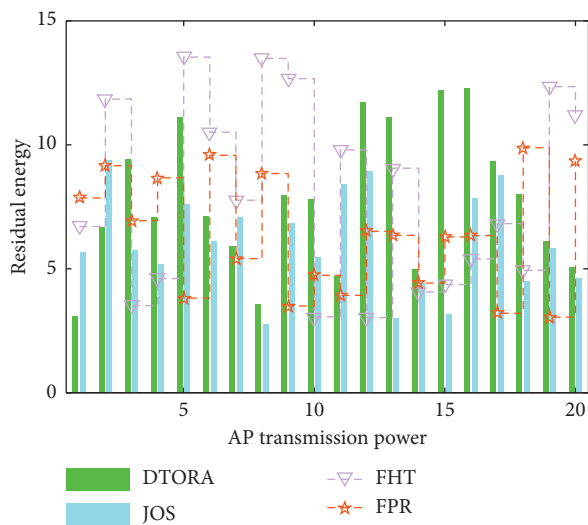 15
10
5
0
Residual energy
5
10
15
20
AP transmission power
DTORA
JOS
FHT
FPR